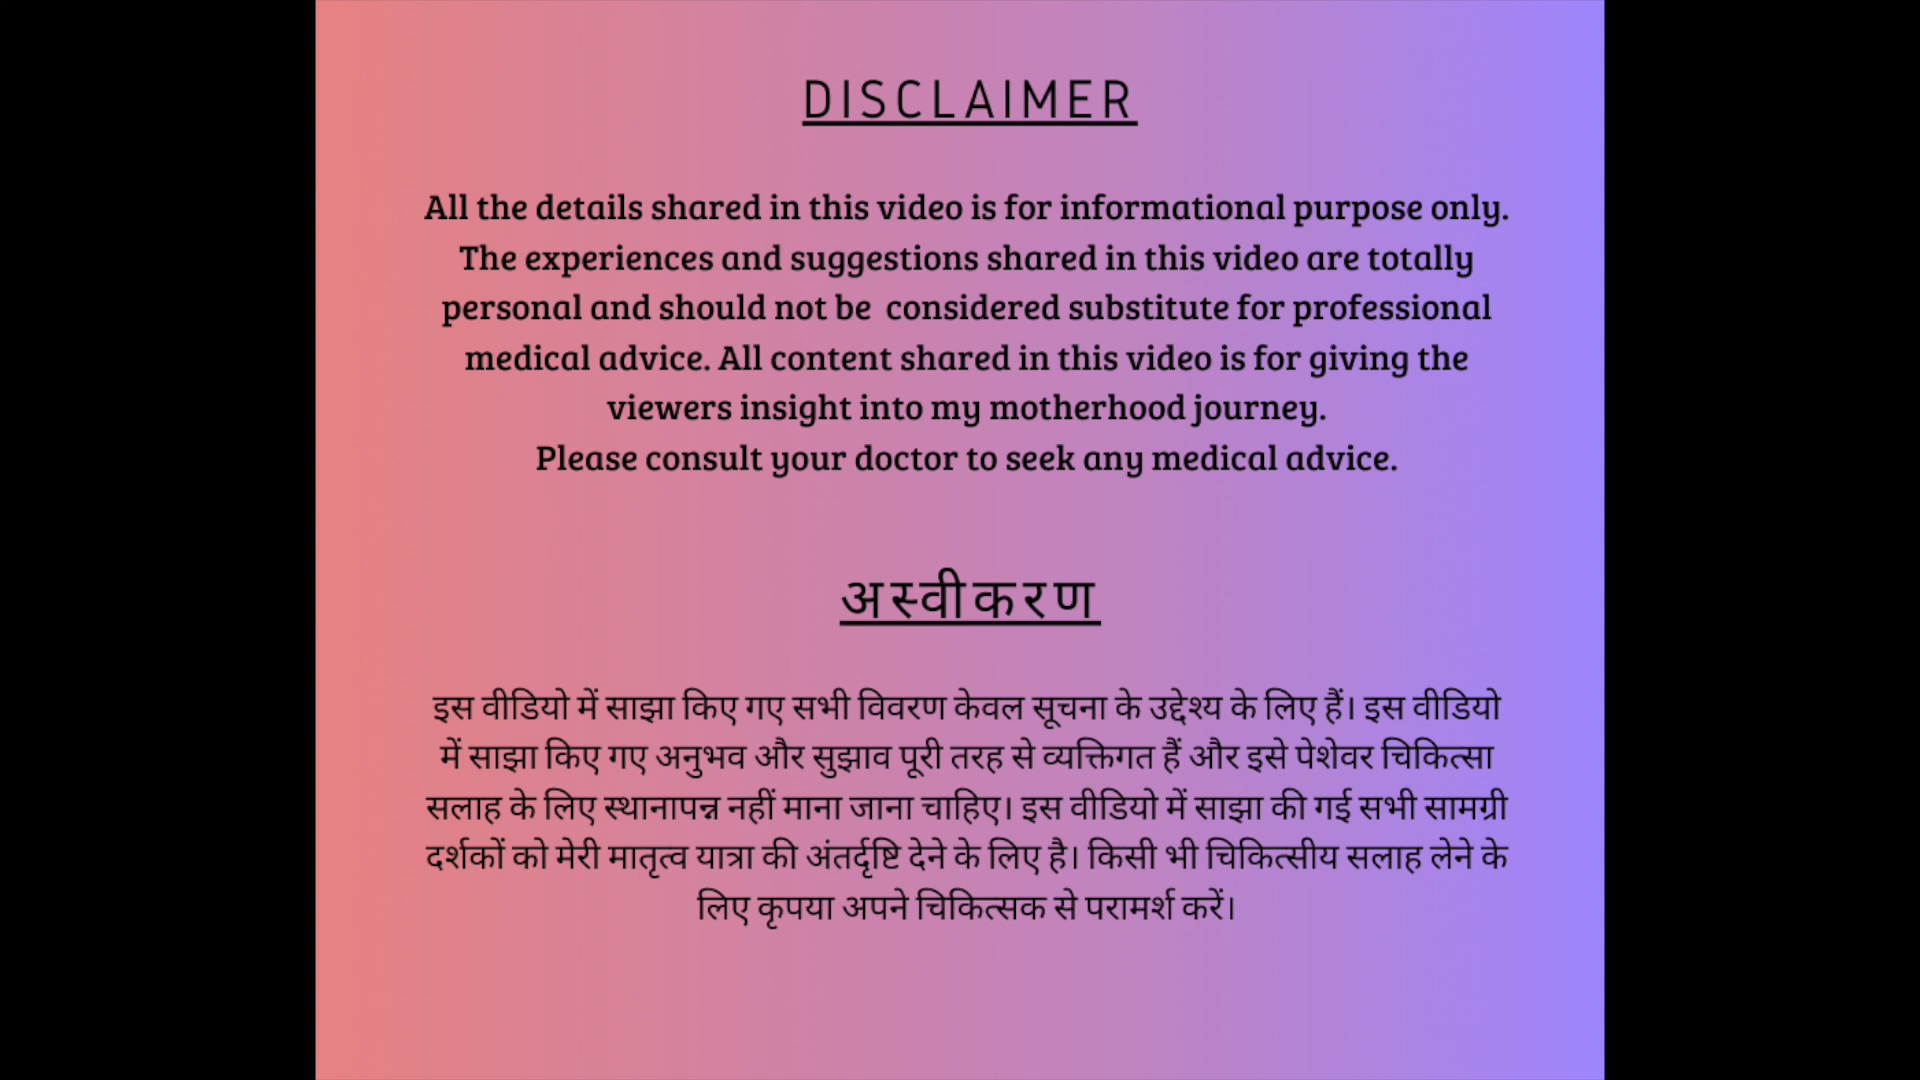 DISCLAIMER
All the details shared in this video is for informational purpose only.
The experiences and suggestions shared in this video are totally
personal and should not be  considered substitute for professional
medical advice. All content shared in this video is for giving the
viewers insight into my motherhood journey.
Please consult your doctor to seek any medical advice.
अस्वीकरण
इस वीडियो में साझा किए गए सभी विवरण केवल सूचना के उद्देश्य के लिए हैं। इस वीडियो
में साझा किए गए अनुभव और सुझाव पूरी तरह से व्यक्तिगत हैं और इसे पेशेवर चिकित्सा
सलाह के लिए स्थानापन्न नहीं माना जाना चाहिए। इस वीडियो में साझा की गई सभी सामग्री
दर्शकों को मेरी मातृत्व यात्रा की अंतर्दृष्टि देने के लिए है। किसी भी चिकित्सीय सलाह लेने के
लिए कृपया अपने चिकित्सक से परामर्श करें।